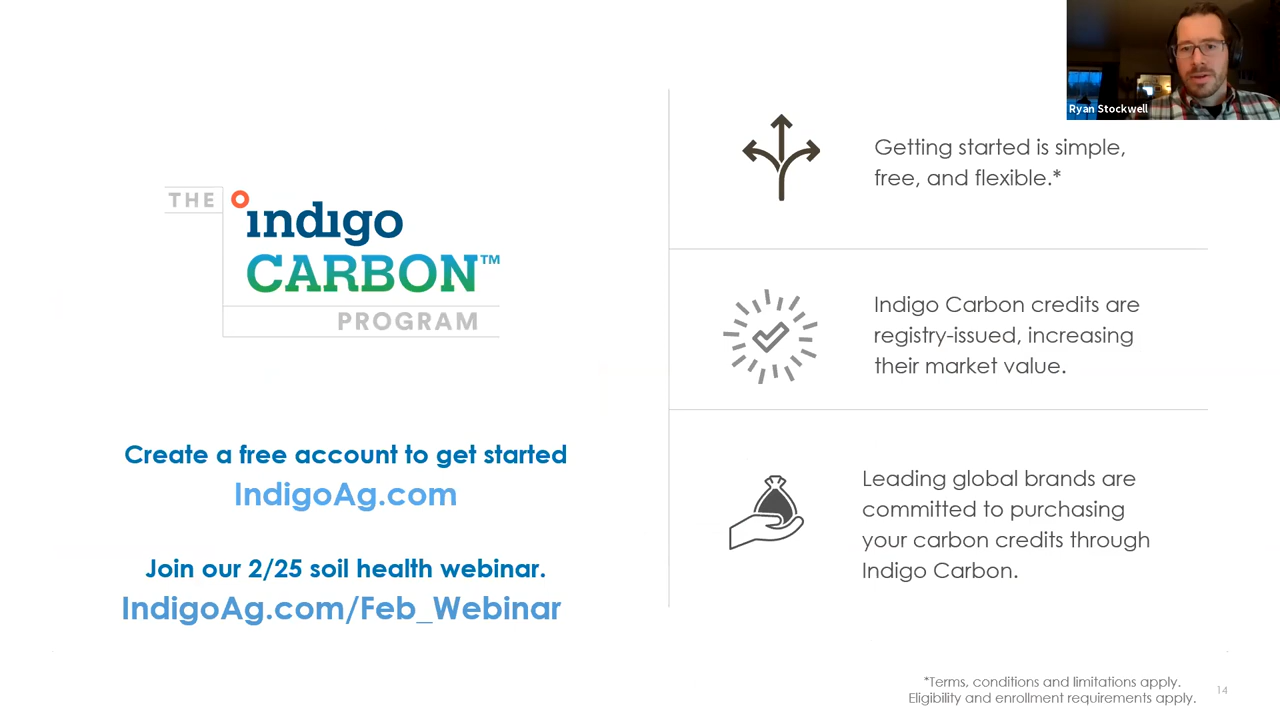 THE
indigo
CARBON™
PROGRAM
Create a free account to get started
IndigoAg.com
Join our 2/25 soil health webinar.
IndigoAg.com/Feb_Webinar
Ryan Stockwell
Getting started is simple,
free, and flexible.*
Indigo Carbon credits are
registry-issued, increasing
their market value.
Leading global brands are
committed to purchasing
your carbon credits through
Indigo Carbon.
*Terms, conditions and limitations apply.
Eligibility and enrollment requirements apply.
14